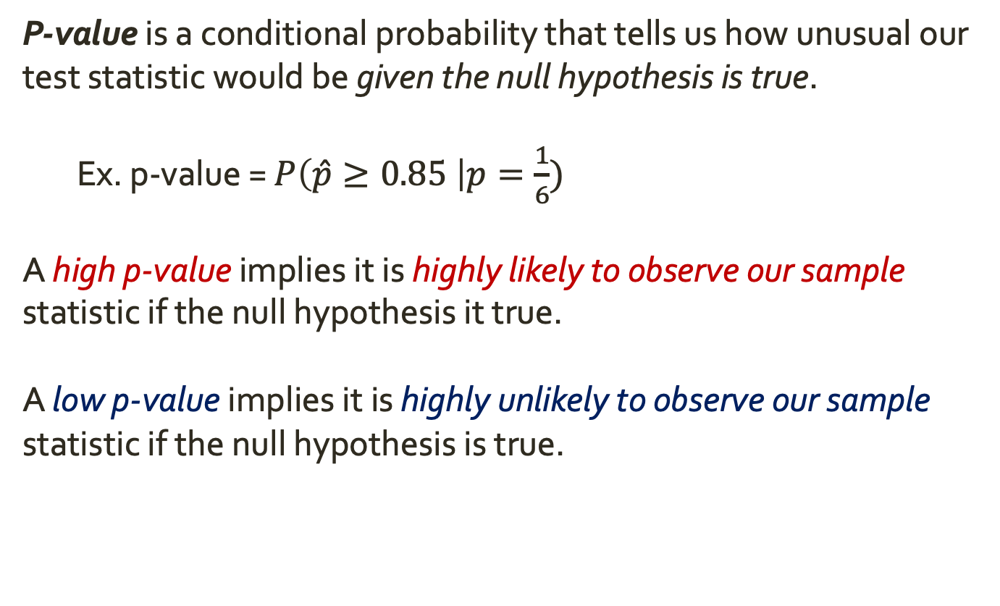 P-value is a conditional probability that tells us how unusual our
test statistic would be given the null hypothesis is true.
Ex. p-value = P(p̂ ≥ 0.85 |p = 1/6)
A high p-value implies it is highly likely to observe our sample
statistic if the null hypothesis it true.
A low p-value implies it is highly unlikely to observe our sample
statistic if the null hypothesis is true.